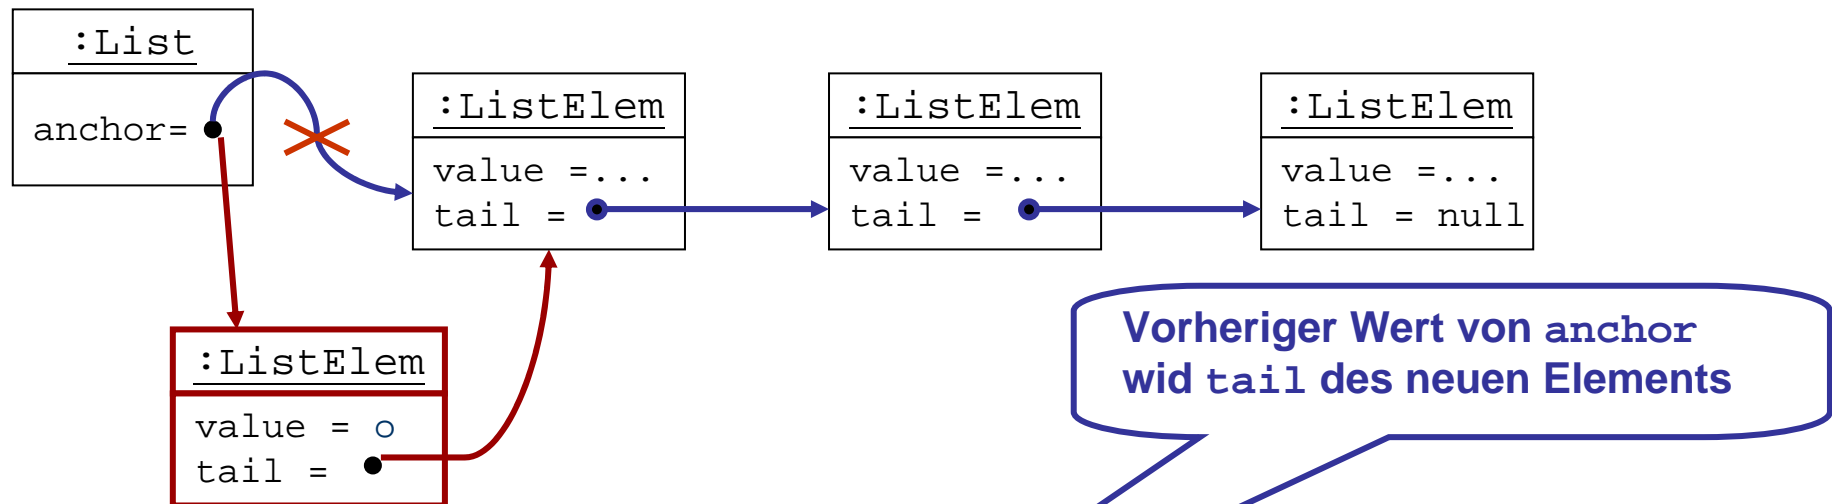 :List
anchor=
:ListElem
value =...
tail =
:ListElem
value =...
tail =
:ListElem
value =...
tail = null
:ListElem
value = o
tail =
Vorheriger Wert von anchor
wid tail des neuen Elements